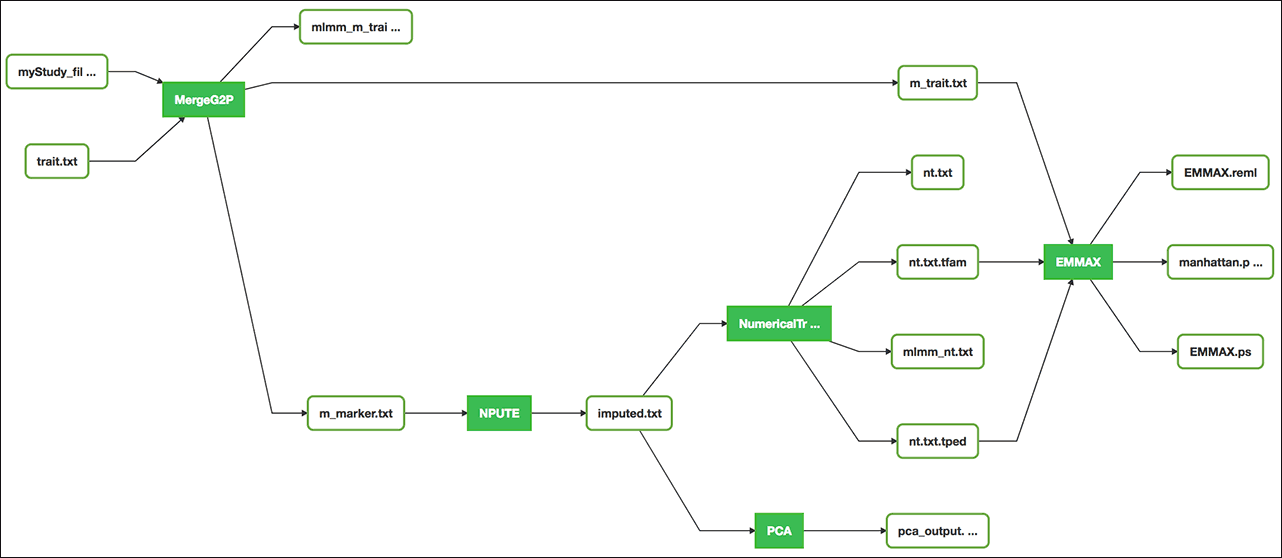 mlmm_m_trai ...
myStudy_fil ...
MergeG2P
m_trait.txt
trait.txt
nt.txt
EMMAX.reml
nt.txt.tfam
EMMAX
manhattan.p ...
NumericalTr ...
mlmm_nt.txt
EMMAX.ps
m_marker.txt
NPUTE
imputed.txt
nt.txt.tped
PCA
pca_output. ...